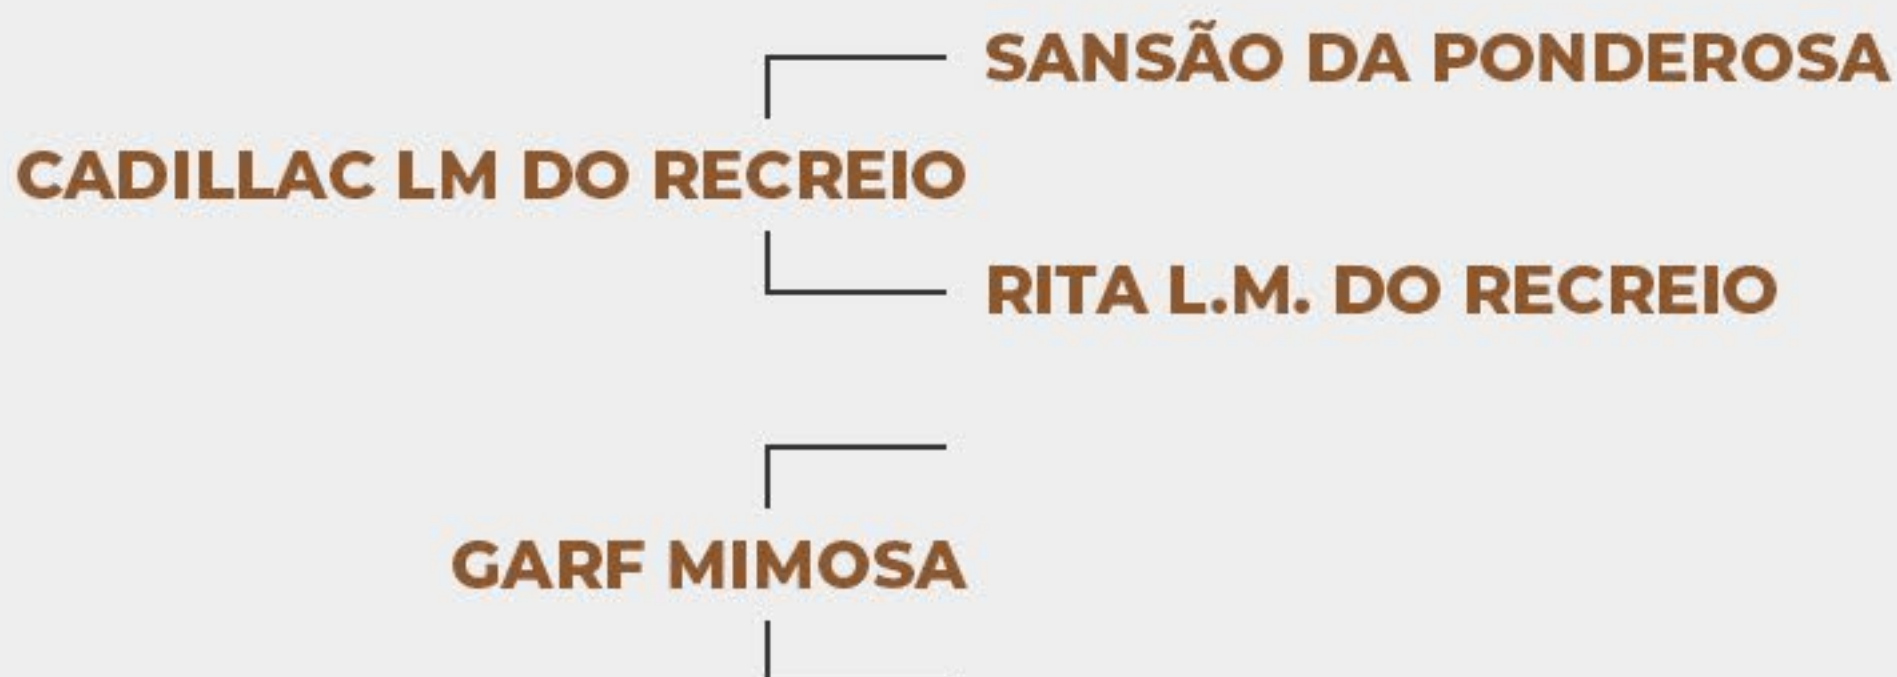 SANSÃO DA PONDEROSA
CADILLAC LM DO RECREIO
RITA L.M. DO RECREIO
GARF MIMOSA